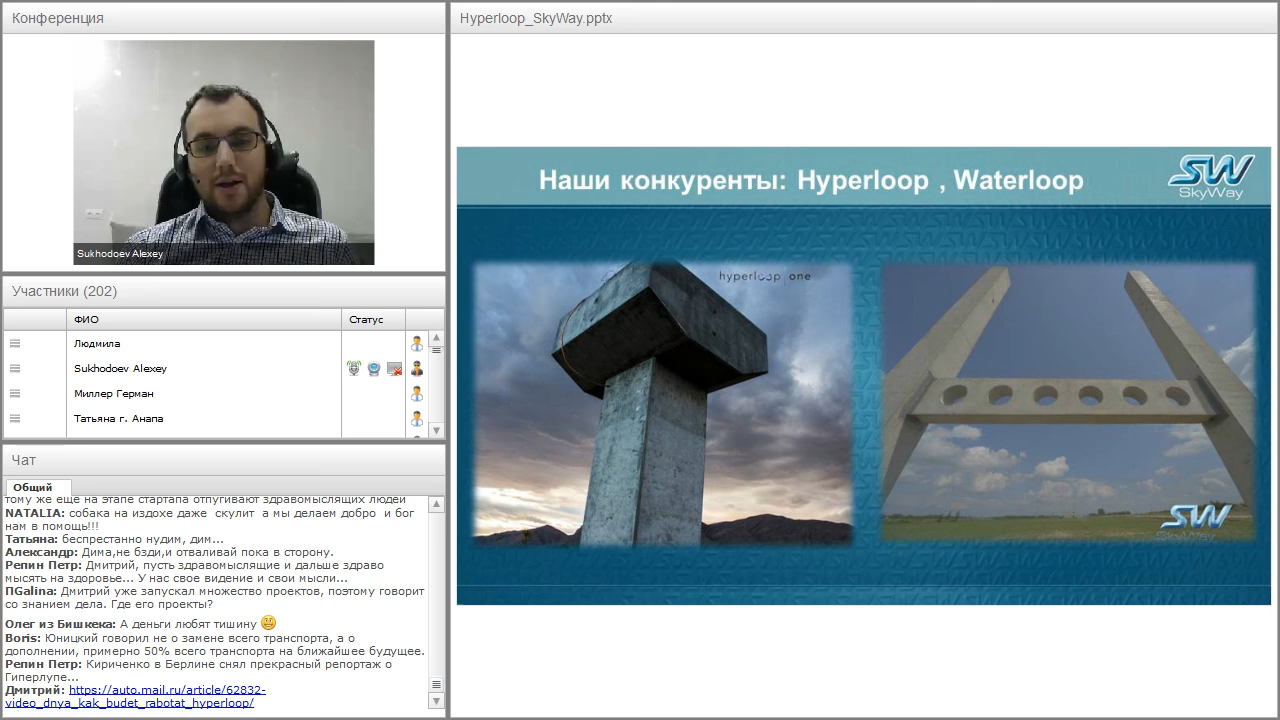 Конференция
Sukhodoev Alexey
Участники (202)
ФИО
Статус
Людмила
Sukhodoev Alexey
Миллер Герман
Татьяна г. Анапа
Чат
Общий
тому же еще на этапе стартапа отпугивают здравомыслящих людей
NATALIA: собака на издохе даже скулит а мы делаем добро и бог
нам в помощь!!!
Татьяна: беспрестанно нудим, дим...
Александр: Дима,не бзди,и отваливай пока в сторону.
Репин Петр: Дмитрий, пусть здравомыслящие и дальше здраво
мысять на здоровье... У нас свое видение и свои мысли...
ПGalina: Дмитрий уже запускал множество проектов, поэтому говорит
со знанием дела. Где его проекты?
Олег из Бишкека: А деньги любят тишину
Boris: Юницкий говорил не о замене всего транспорта, а о
дополнении, примерно 50% всего транспорта на ближайшее будущее.
Репин Петр: Кириченко в Берлине снял прекрасный репортаж о
Гиперлупе...
Дмитрий: https://auto.mail.ru/article/62832-
video_dnya_kak_budet_rabotat_hyperloop/
Hyperloop_SkyWay.pptx
Наши конкуренты: Hyperloop , Waterloop
SW
SkyWay
hyperloop one
SW
SkyWay